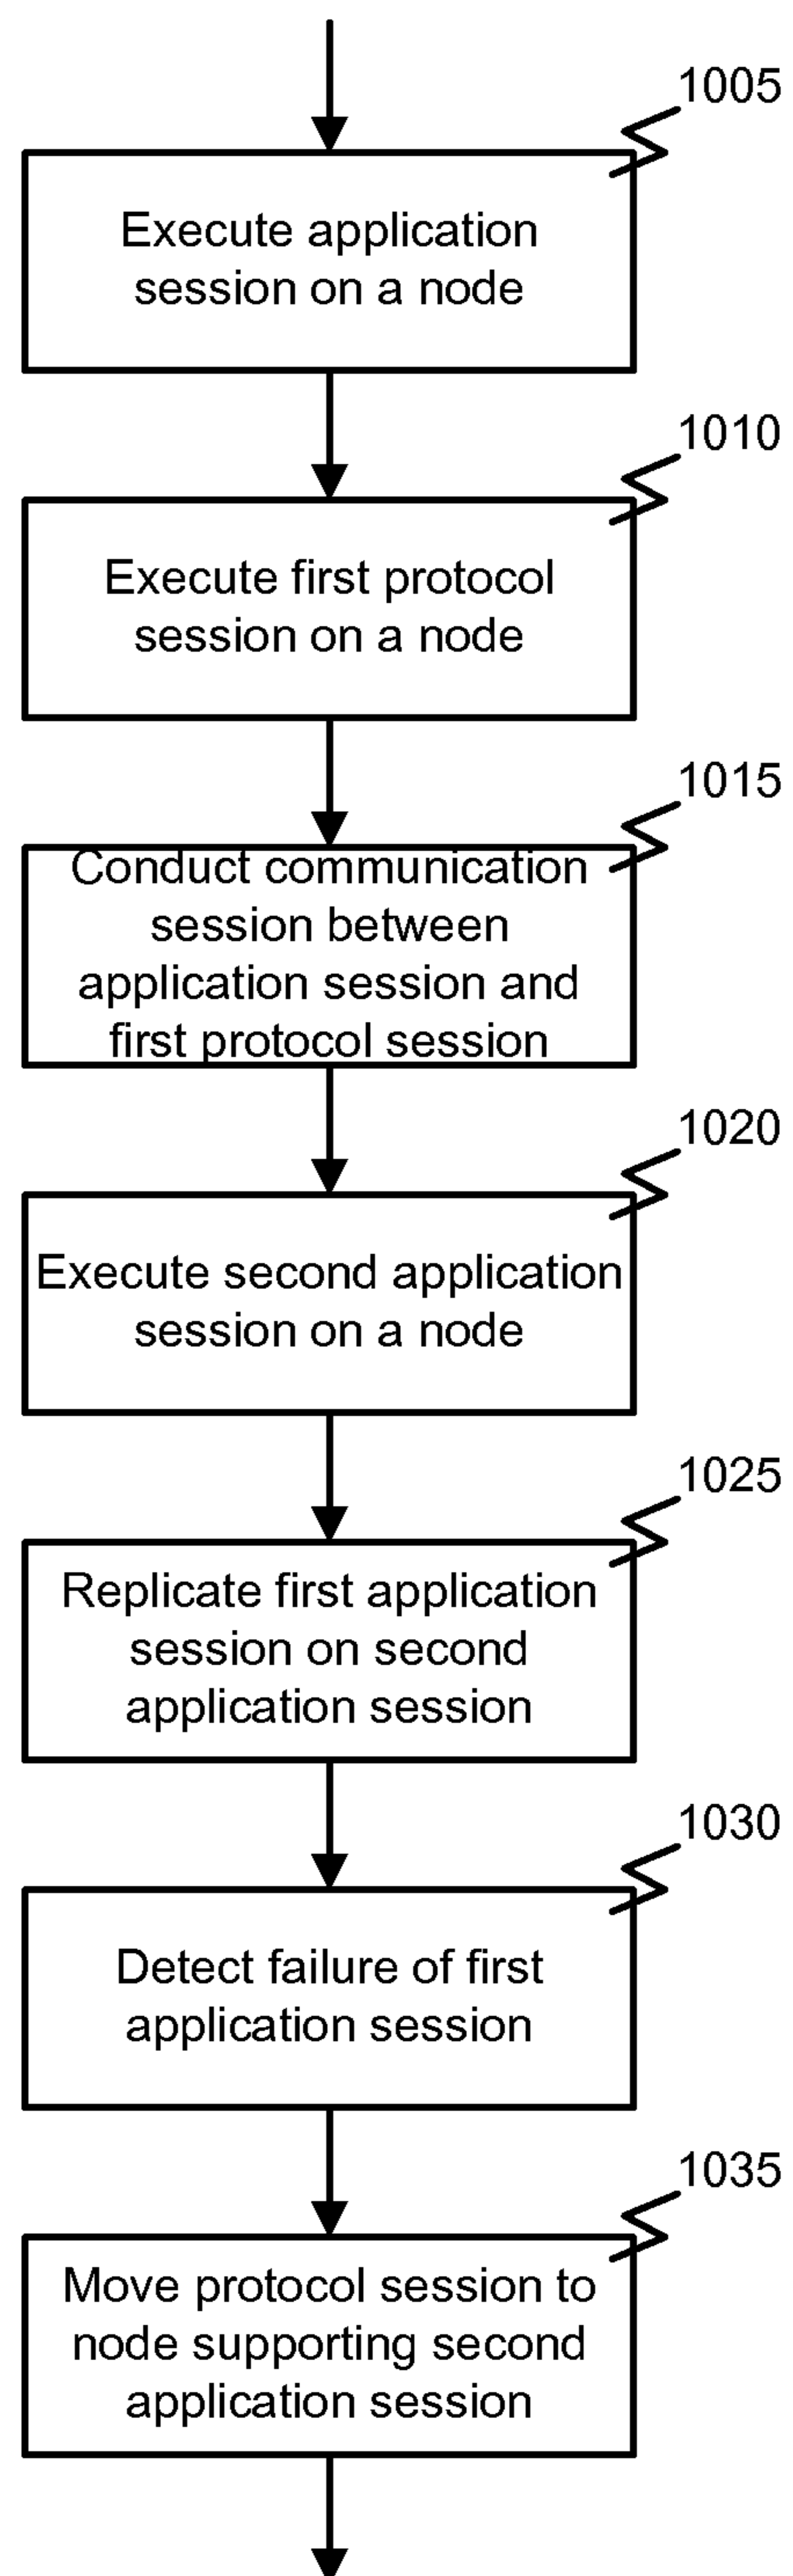 1005
Execute application
session on a node
1010
Execute first protocol
session on a node
1015
Conduct communication
session between
application session and
first protocol session
1020
Execute second application
session on a node
1025
Replicate first application
session on second
application session
1030
Detect failure of first
application session
1035
Move protocol session to
node supporting second
application session